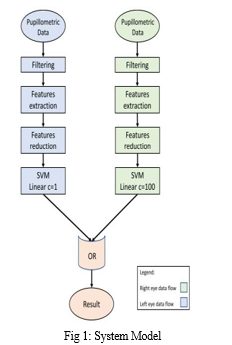 Pupillometric
Data
Filtering
Features
extraction
Features
reduction
SVM
Linear c=1
Pupillometric
Data
Filtering
Features
extraction
Features
reduction
SVM
Linear c=100
OR
Result
Legend:
Right eye data flow
Left eye data flow
Fig 1: System Model